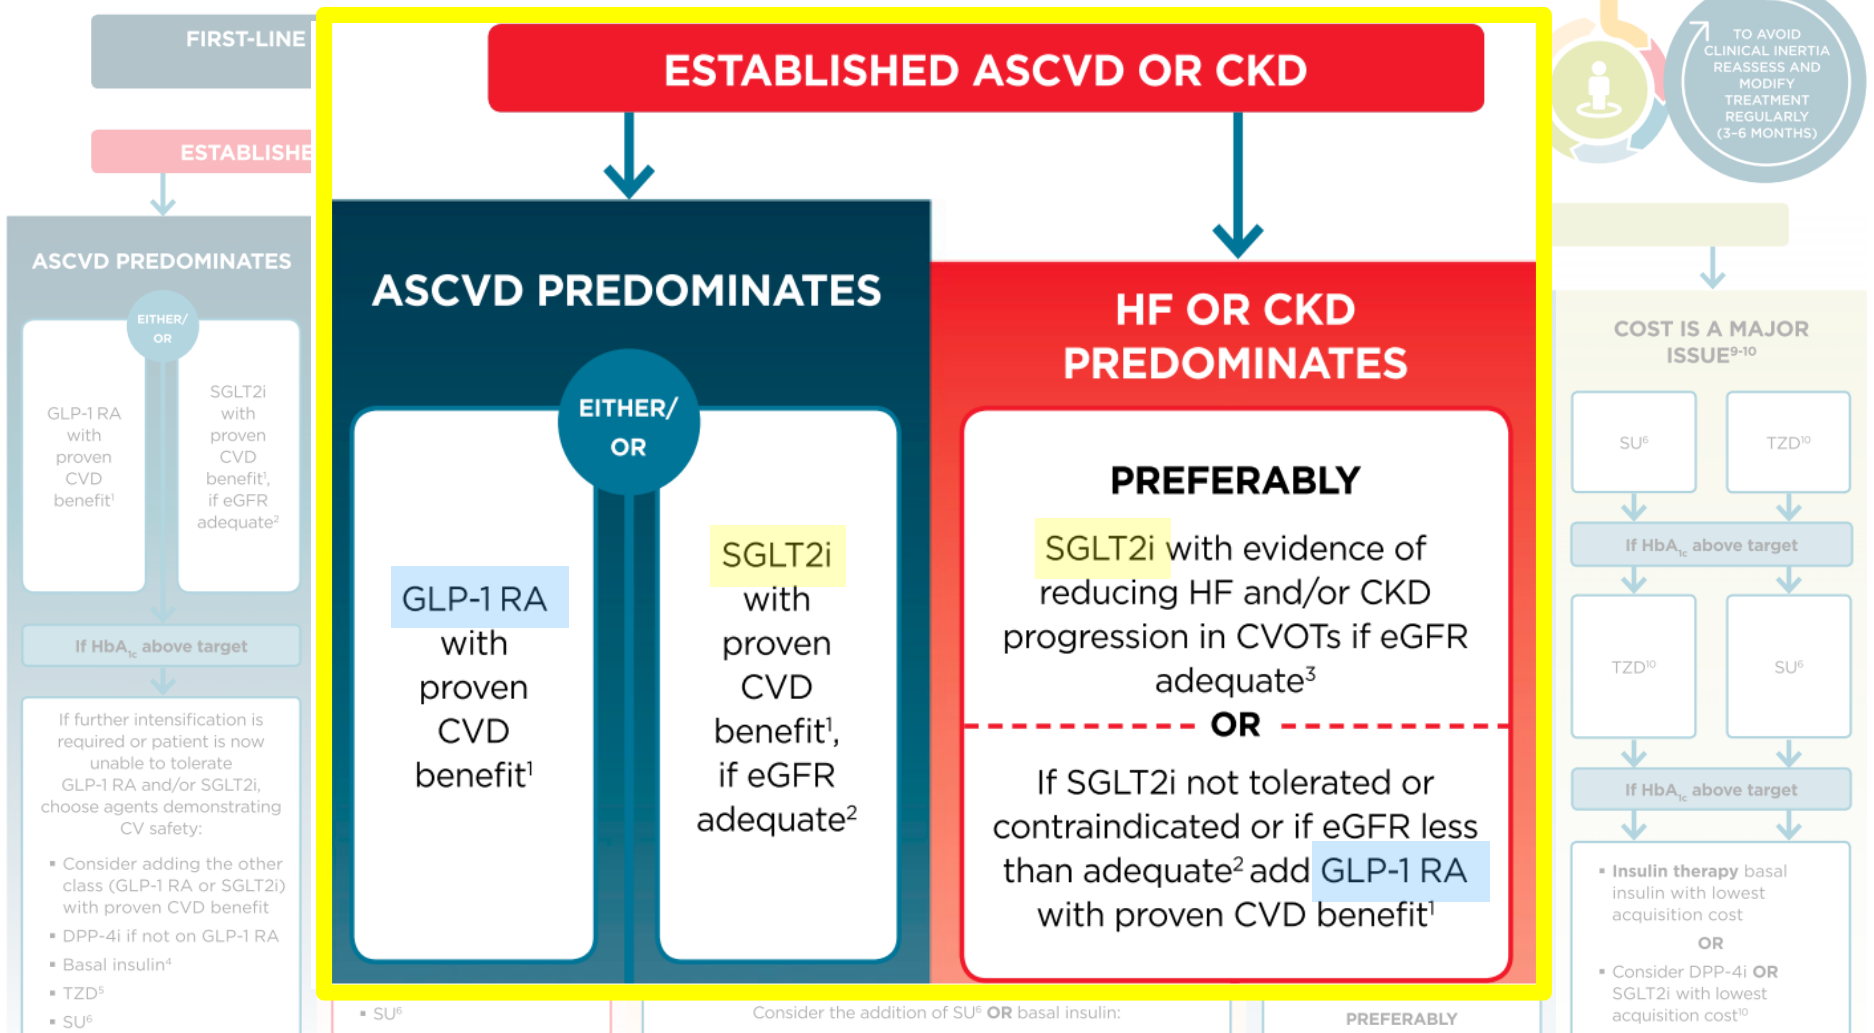 FIRST-LINE
ESTABLISHE
ASCVD PREDOMINATES
EITHER/
OR
GLP-1 RA
with
proven
CVD
benefit¹
SGLT2i
with
proven
CVD
benefit¹,
if eGFR
adequate²
If HbA1c above target
If further intensification is
required or patient is now
unable to tolerate
GLP-1 RA and/or SGLT2i,
choose agents demonstrating
CV safety:
▪ Consider adding the other
class (GLP-1 RA or SGLT2i)
with proven CVD benefit
▪ DPP-4i if not on GLP-1 RA
▪ Basal insulin⁴
▪ TZD⁵
▪ SU⁶
ESTABLISHED ASCVD OR CKD
ASCVD PREDOMINATES
EITHER/
OR
GLP-1 RA
with
proven
CVD
benefit¹
SGLT2i
with
proven
CVD
benefit¹,
if eGFR
adequate²
HF OR CKD
PREDOMINATES
PREFERABLY
SGLT2i with evidence of
reducing HF and/or CKD
progression in CVOTs if eGFR
adequate³
OR
If SGLT2i not tolerated or
contraindicated or if eGFR less
than adequate² add GLP-1 RA
with proven CVD benefit¹
▪ SU⁶
Consider the addition of SU⁶ OR basal insulin:
PREFERABLY
TO AVOID
CLINICAL INERTIA
REASSESS AND
MODIFY
TREATMENT
REGULARLY
(3-6 MONTHS)
COST IS A MAJOR
ISSUE⁹⁻¹⁰
SU⁶
TZD¹⁰
If HbA1c above target
TZD¹⁰
SU⁶
If HbA1c above target
▪ Insulin therapy basal
insulin with lowest
acquisition cost
OR
▪ Consider DPP-4i OR
SGLT2i with lowest
acquisition cost¹⁰